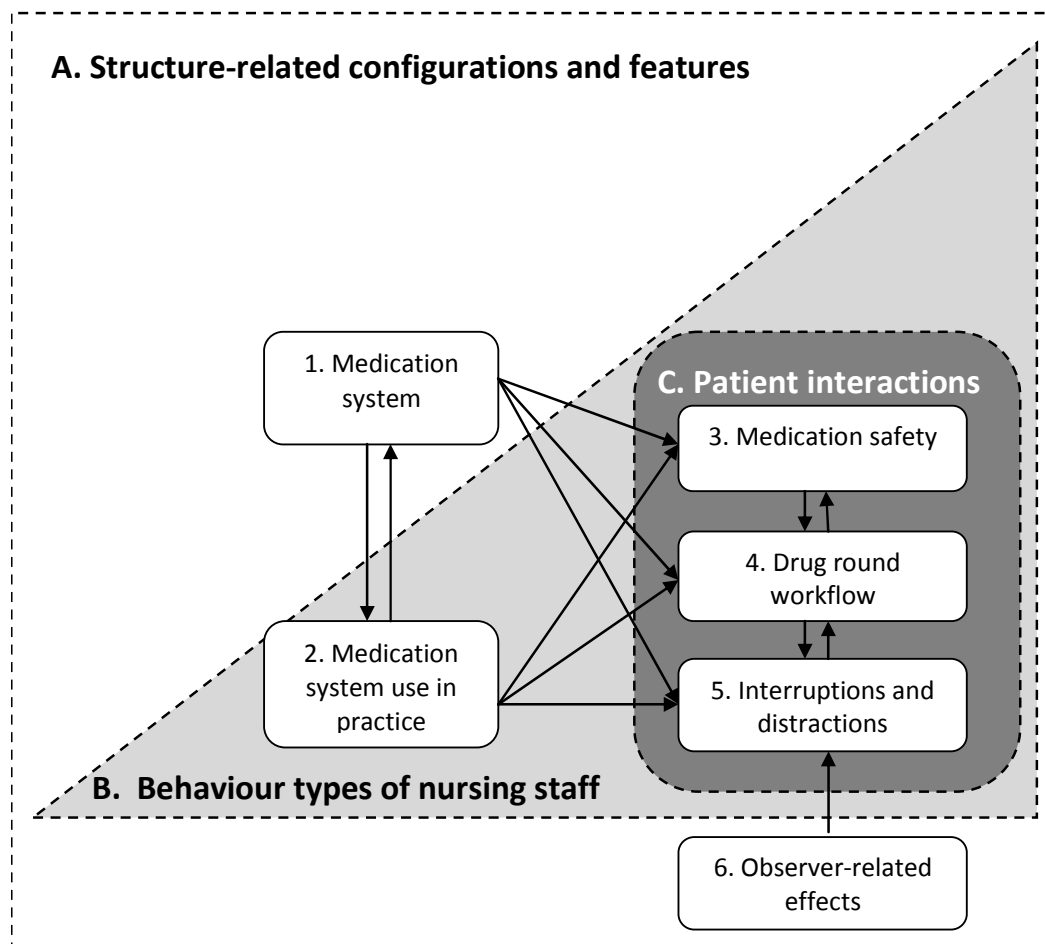 A. Structure-related configurations and features
1. Medication
system
C. Patient interactions
3. Medication safety
4. Drug round
workflow
2. Medication
system use in
practice
5. Interruptions and
distractions
B. Behaviour types of nursing staff
6. Observer-related
effects